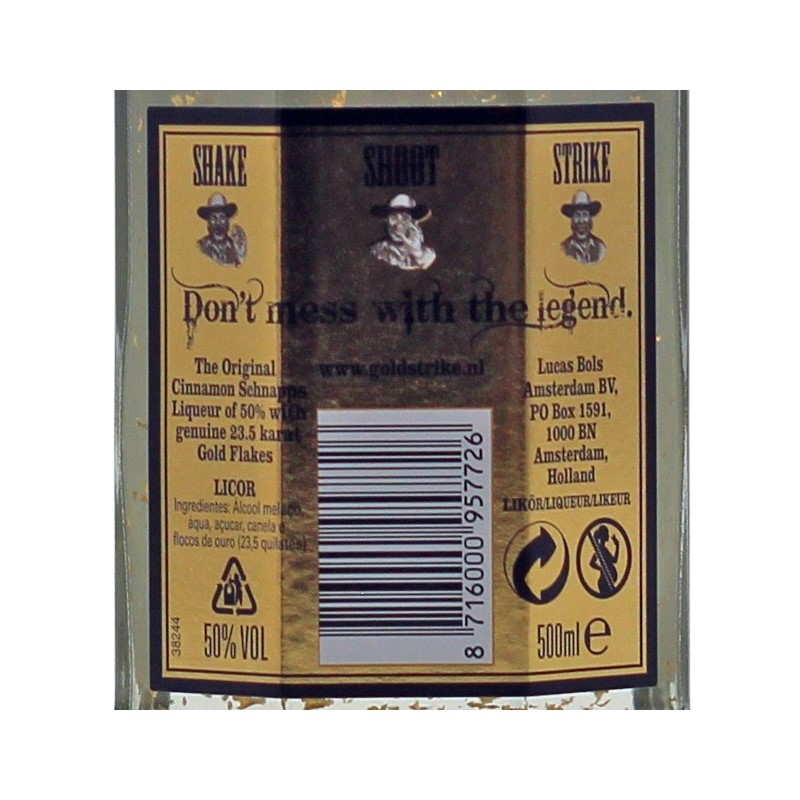 SHAKE
SHOOT
STRIKE
Don't mess with the legend.
The Original
Cinnamon Schnapps
Liqueur of 50% with
genuine 23.5 karat
Gold Flakes
LICOR
Ingredientes: Alcool melaço,
àqua, açucar, canela e
flocos de ouro (23,5 quilates)
38244
50% VOL
www.goldstrike.nl
8 716000 957726
Lucas Bols
Amsterdam BV,
PO Box 1591,
1000 BN
Amsterdam,
Holland
LIKÖR/LIQUEUR/LIKEUR
500ml e